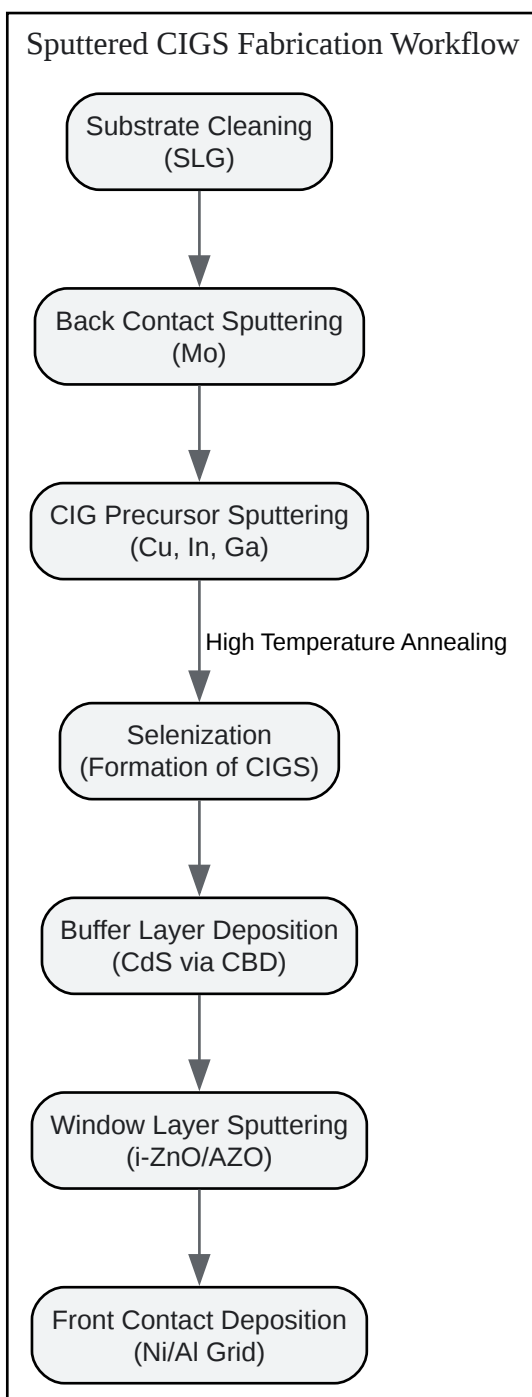 Sputtered CIGS Fabrication Workflow
Substrate Cleaning
(SLG)
Back Contact Sputtering
(Mo)
CIG Precursor Sputtering
(Cu, In, Ga)
High Temperature Annealing
Selenization
(Formation of CIGS)
Buffer Layer Deposition
(CdS via CBD)
Window Layer Sputtering
(i-ZnO/AZO)
Front Contact Deposition
(Ni/Al Grid)